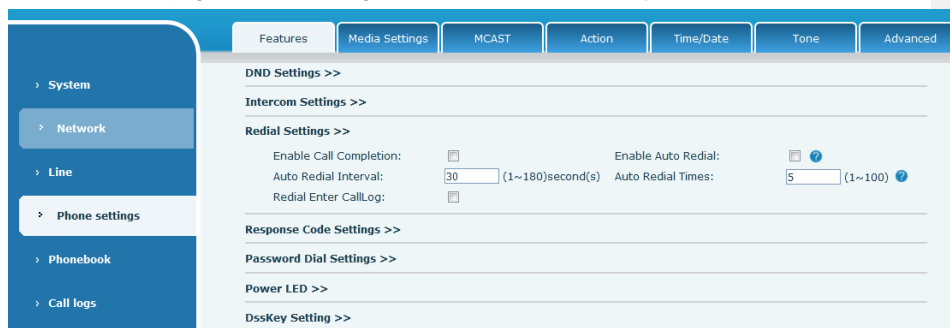 Features Media Settings MCAST Action Time/Date Tone Advanced
› System
› Network
› Line
› Phone settings
› Phonebook
› Call logs
DND Settings >>
Intercom Settings >>
Redial Settings >>
Enable Call Completion: Enable Auto Redial:
Auto Redial Interval: 30 (1~180)second(s) Auto Redial Times: 5 (1~100)
Redial Enter CallLog:
Response Code Settings >>
Password Dial Settings >>
Power LED >>
DssKey Setting >>